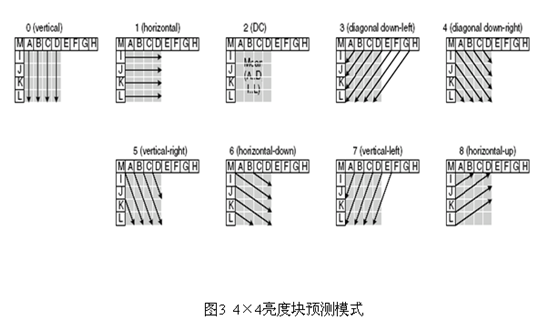 0 (vertical)
1 (horizontal)
2 (DC)
3 (diagonal down-left)
4 (diagonal down-right)
M A B C D E F G H
I
J
K
L
M A B C D E F G H
I
J
K
L
M A B C D E F G H
I
J
K
L
Mean
(A..D
I..L)
M A B C D E F G H
I
J
K
L
M A B C D E F G H
I
J
K
L
5 (vertical-right)
6 (horizontal-down)
7 (vertical-left)
8 (horizontal-up)
M A B C D E F G H
I
J
K
L
M A B C D E F G H
I
J
K
L
M A B C D E F G H
I
J
K
L
M A B C D E F G H
I
J
K
L
图3 4×4亮度块预测模式